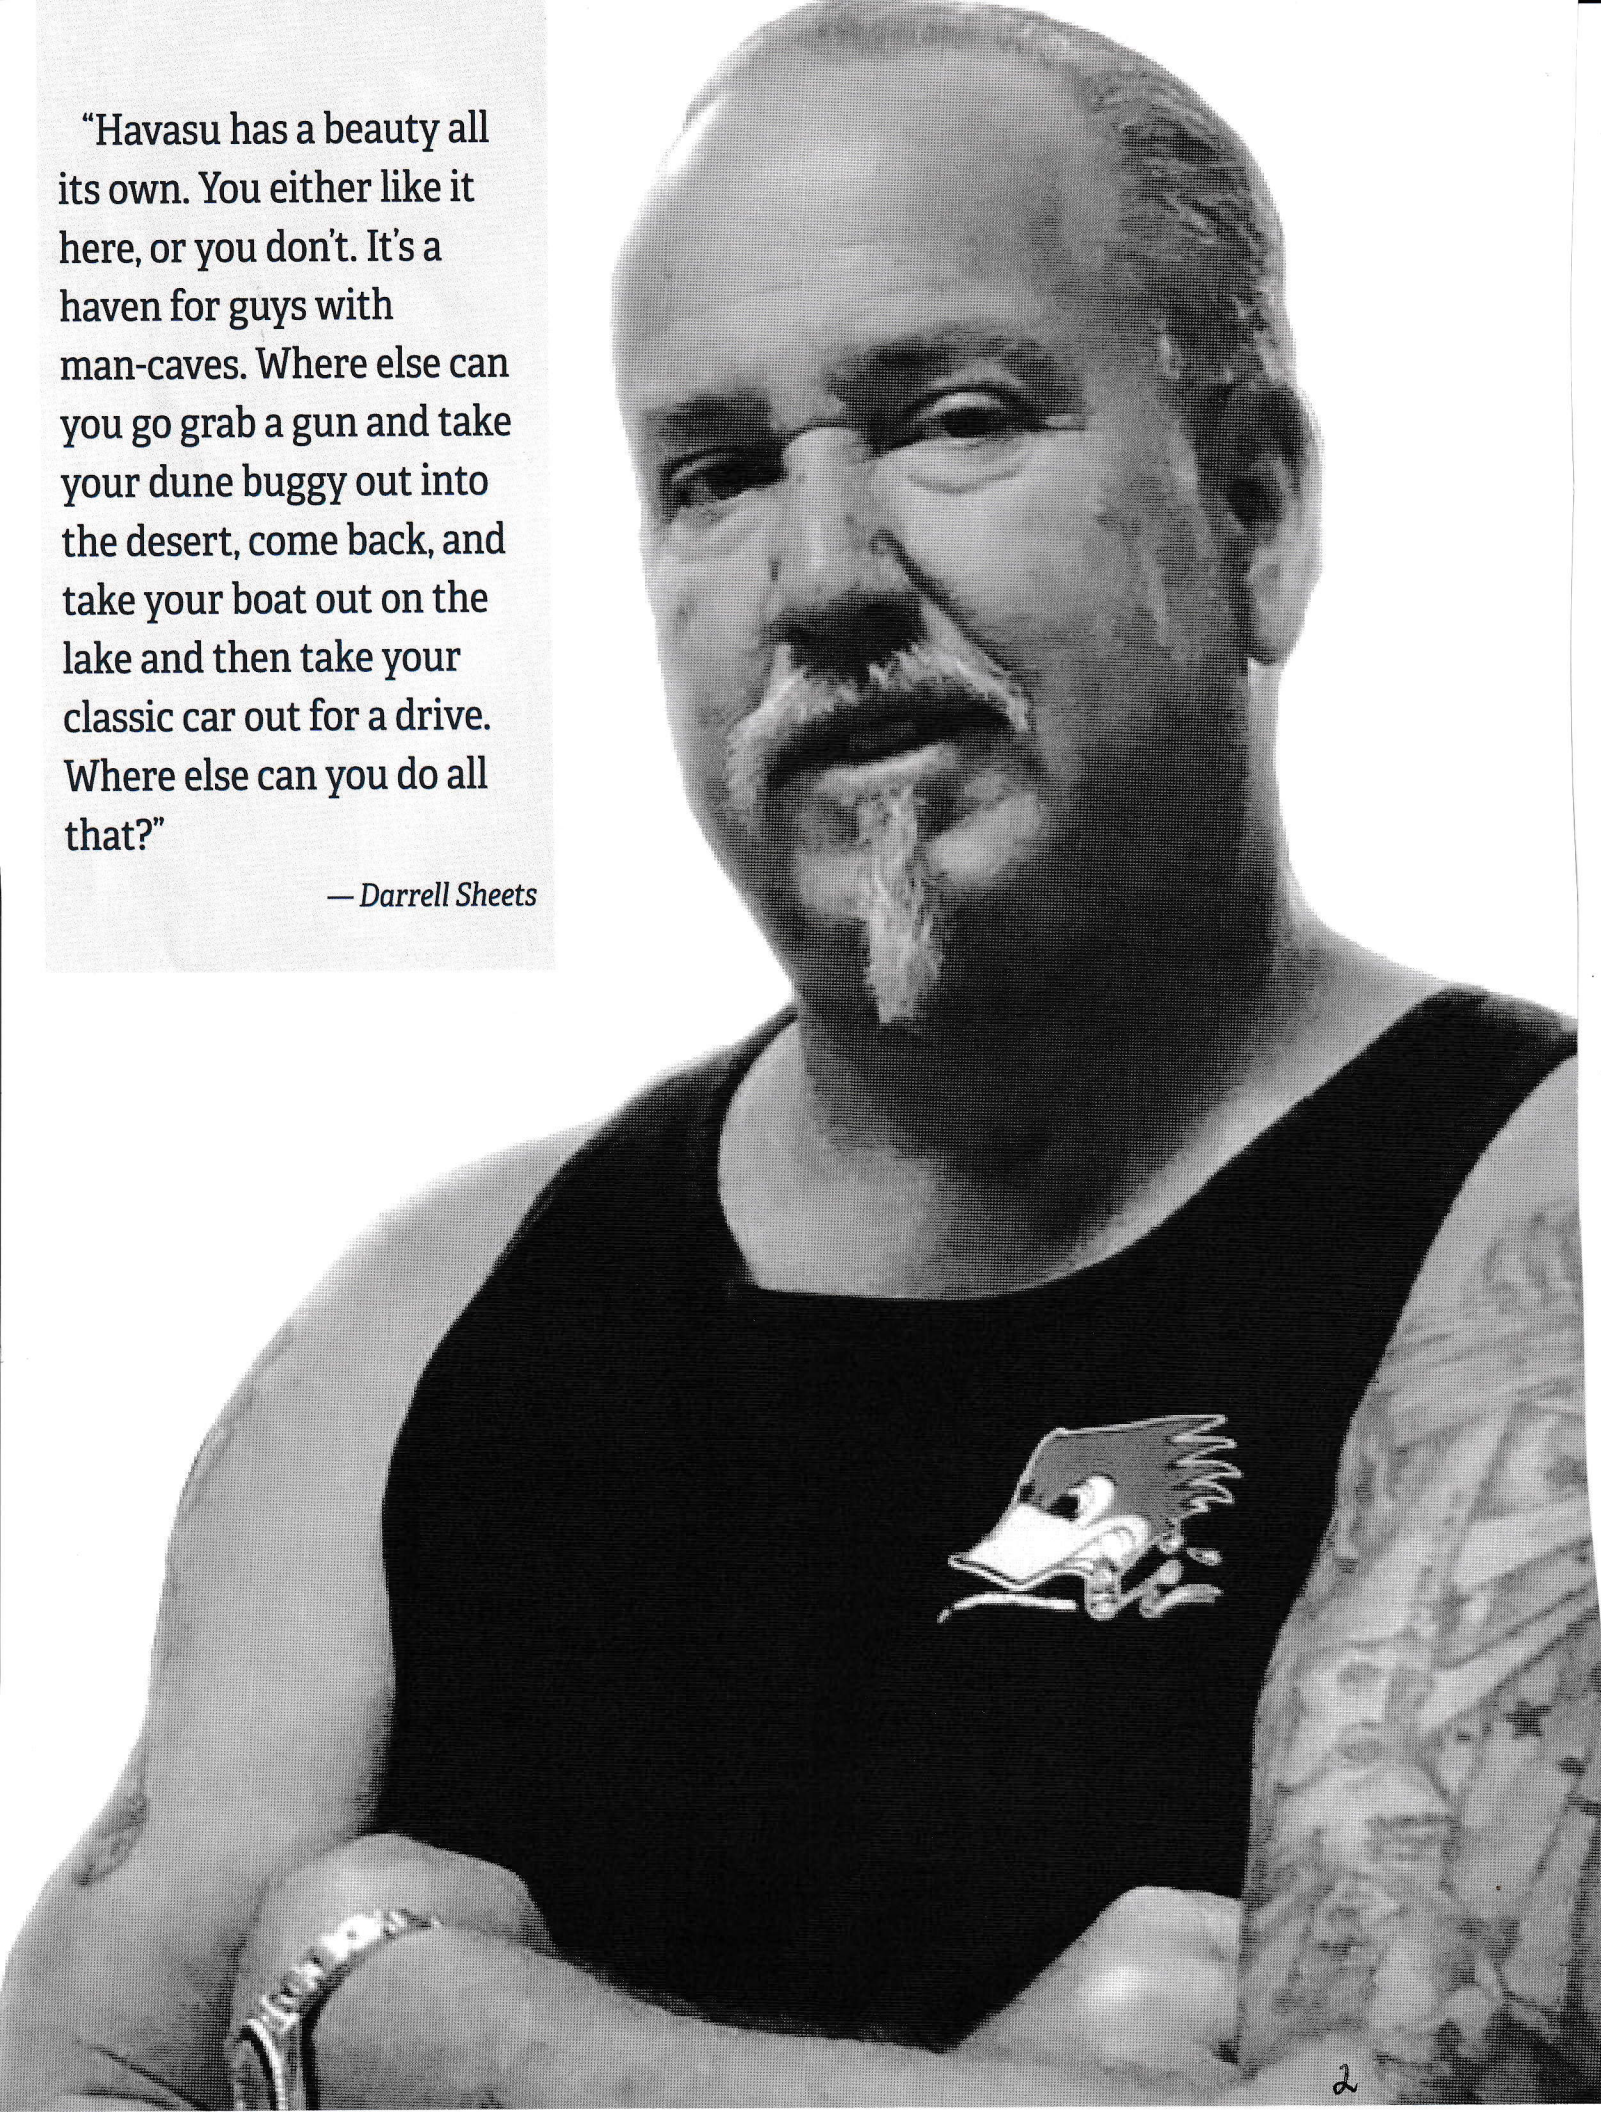 “Havasu has a beauty all
its own. You either like it
here, or you don't. It's a
haven for guys with
man-caves. Where else can
you go grab a gun and take
your dune buggy out into
the desert, come back, and
take your boat out on the
lake and then take your
classic car out for a drive.
Where else can you do all
that?”
— Darrell Sheets
2